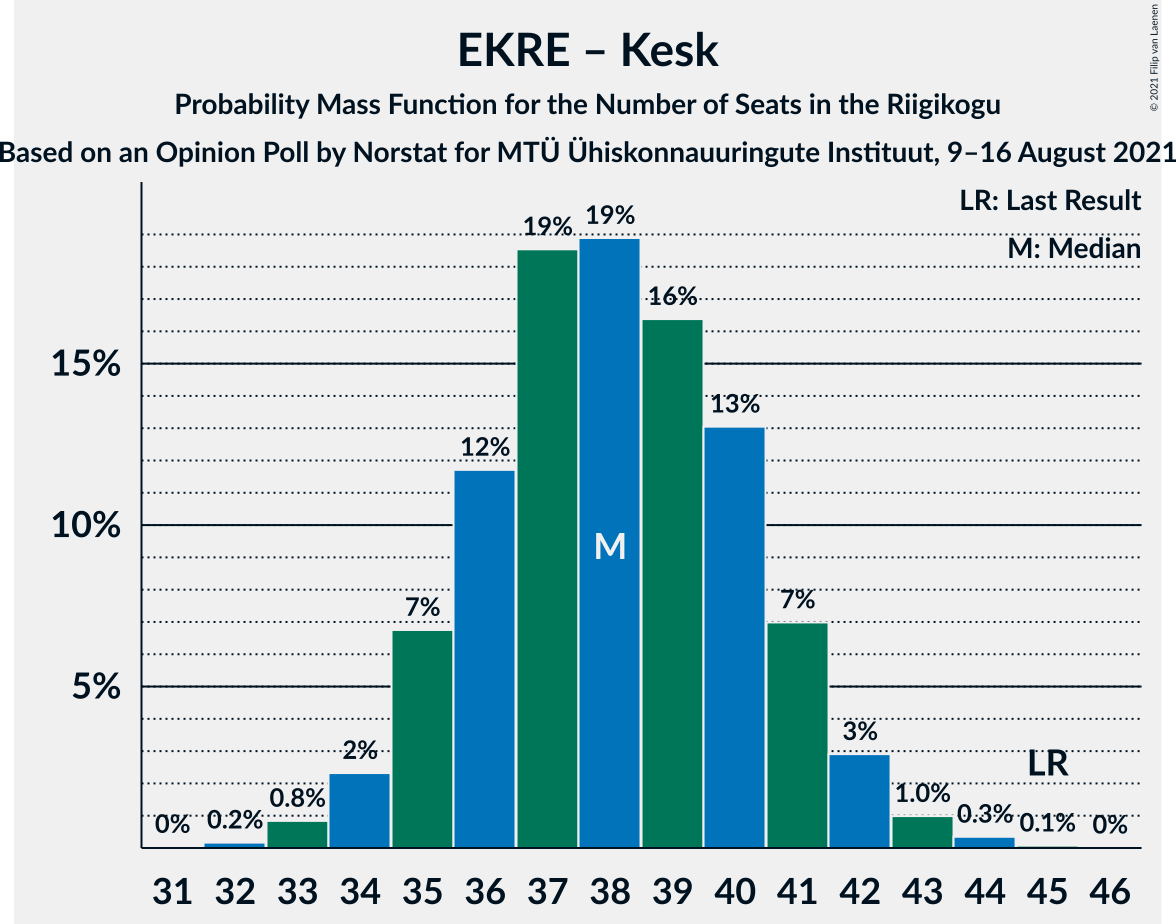 EKRE – Kesk
Probability Mass Function for the Number of Seats in the Riigikogu
Based on an Opinion Poll by Norstat for MTÜ Ühiskonnauuringute Instituut, 9–16 August 2021
© 2021 Filip van Laenen
LR: Last Result
M: Median
15%
10%
5%
0%
0.2%
0.8%
2%
7%
12%
19%
19%
16%
13%
7%
3%
1.0%
0.3%
0.1%
0%
M
LR
31 32 33 34 35 36 37 38 39 40 41 42 43 44 45 46